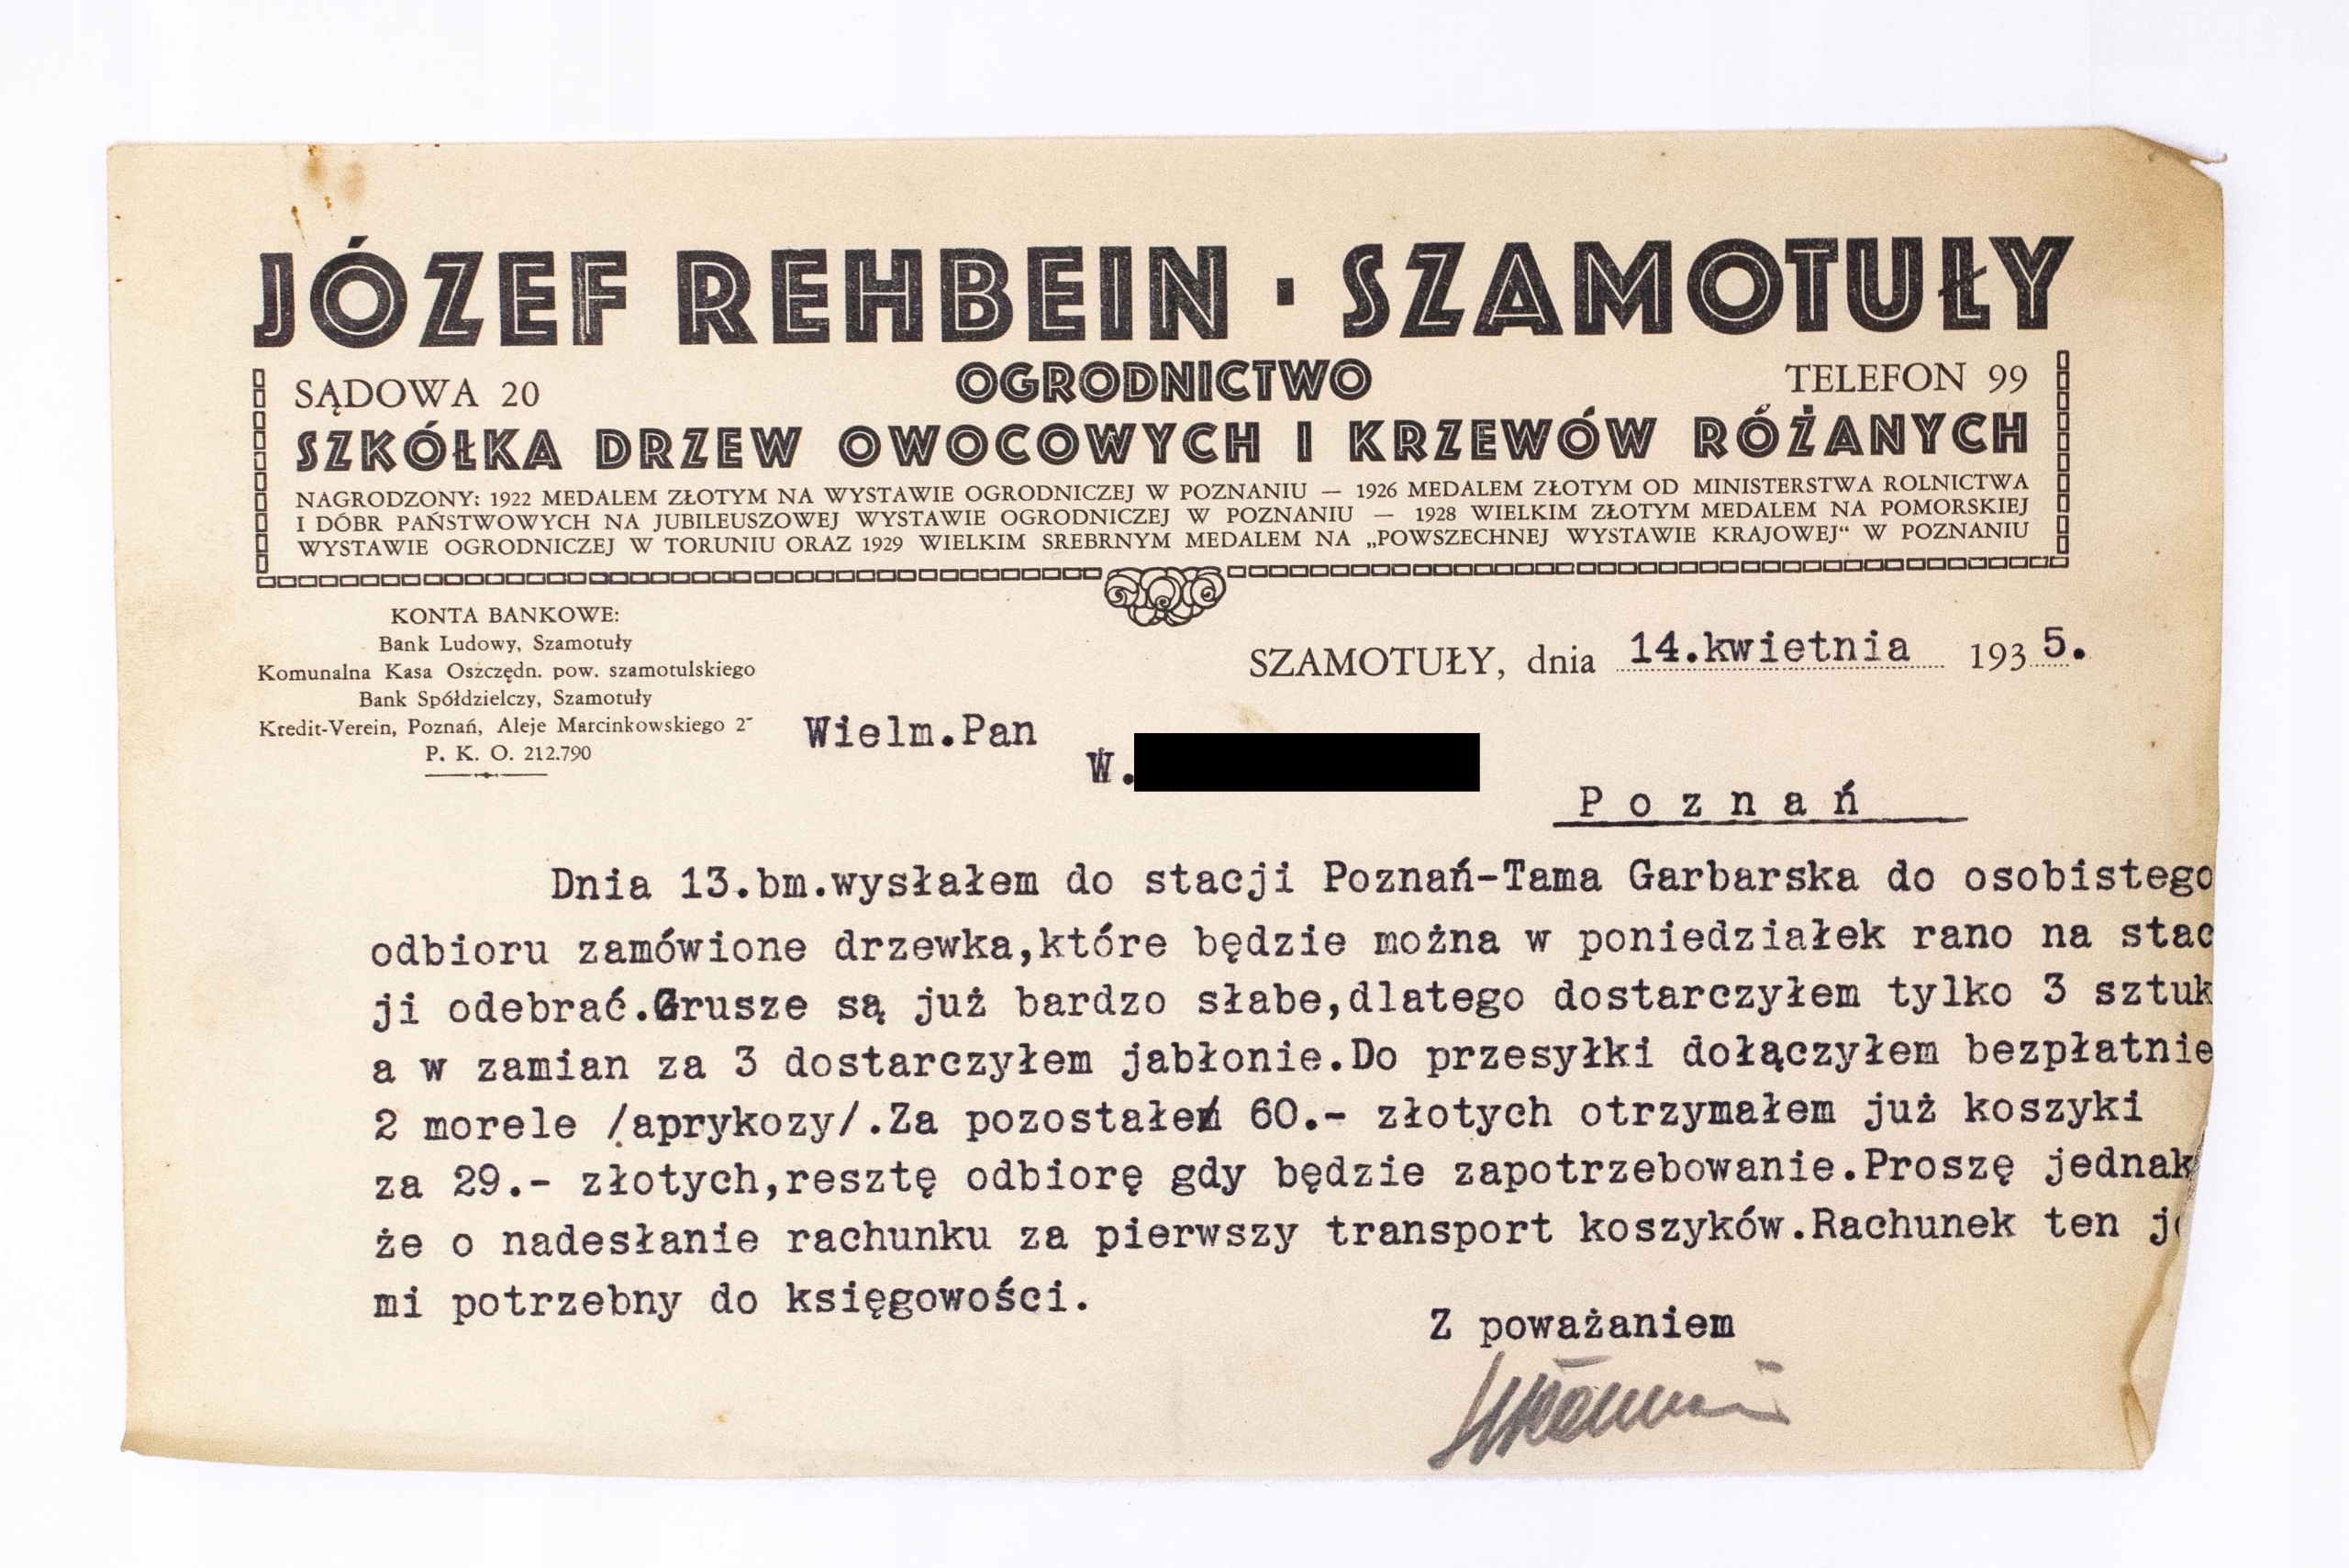 JÓZEF REHBEIN · SZAMOTUŁY
SĄDOWA 20 OGRODNICTWO TELEFON 99
SZKÓŁKA DRZEW OWOCOWYCH I KRZEWÓW RÓŻANYCH
NAGRODZONY: 1922 MEDALEM ZŁOTYM NA WYSTAWIE OGRODNICZEJ W POZNANIU — 1926 MEDALEM ZŁOTYM OD MINISTERSTWA ROLNICTWA
I DÓBR PAŃSTWOWYCH NA JUBILEUSZOWEJ WYSTAWIE OGRODNICZEJ W POZNANIU — 1928 WIELKIM ZŁOTYM MEDALEM NA POMORSKIEJ
WYSTAWIE OGRODNICZEJ W TORUNIU ORAZ 1929 WIELKIM SREBRNYM MEDALEM NA „POWSZECHNEJ WYSTAWIE KRAJOWEJ“ W POZNANIU
KONTA BANKOWE:
Bank Ludowy, Szamotuły
Komunalna Kasa Oszczędn. pow. szamotulskiego
Bank Spółdzielczy, Szamotuły
Kredit-Verein, Poznań, Aleje Marcinkowskiego
P. K. O. 212.790
SZAMOTUŁY, dnia 14.kwietnia 1935.
Wielm.Pan
W.
Poznań
Dnia 13.bm.wysłałem do stacji Poznań-Tama Garbarska do osobistego
odbioru zamówione drzewka,które będzie można w poniedziałek rano na stac
ji odebrać.Grusze są już bardzo słabe,dlatego dostarczyłem tylko 3 sztuk
a w zamian za 3 dostarczyłem jabłonie.Do przesyłki dołączyłem bezpłatnie
2 morele /aprykozy/.Za pozostałe 60.- złotych otrzymałem już koszyki
za 29.- złotych,resztę odbiorę gdy będzie zapotrzebowanie.Proszę jednak
że o nadesłanie rachunku za pierwszy transport koszyków.Rachunek ten
mi potrzebny do księgowości.
Z poważaniem